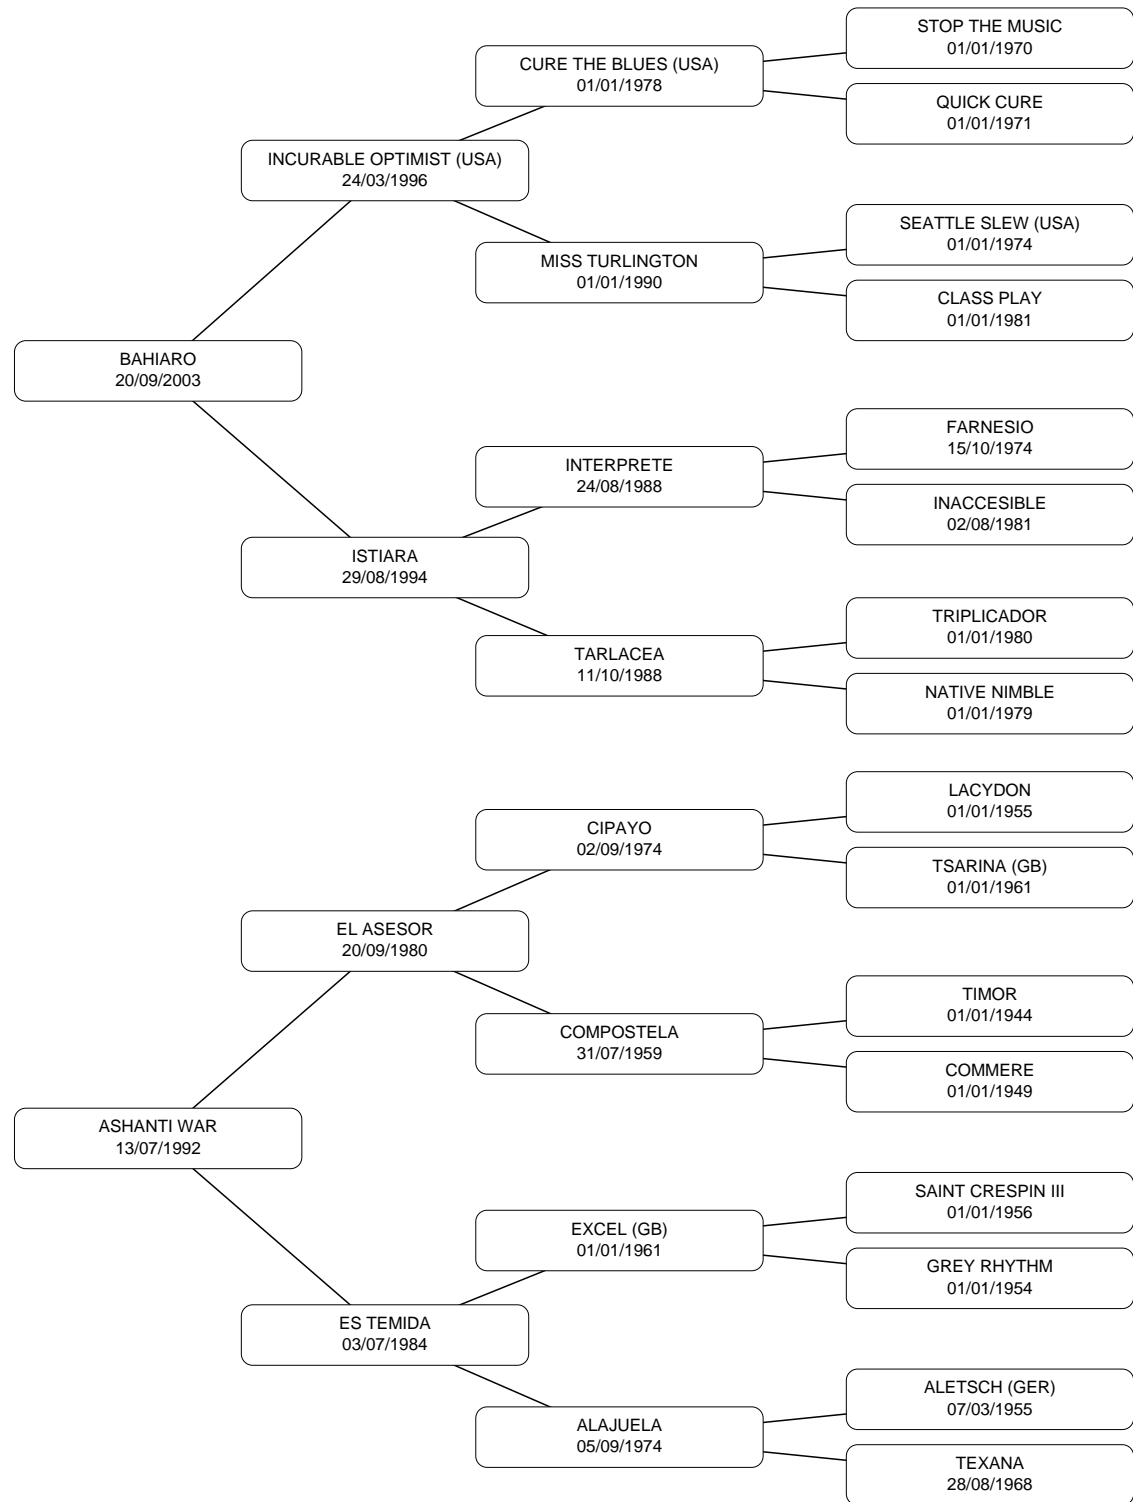 STOP THE MUSIC
01/01/1970
CURE THE BLUES (USA)
01/01/1978
QUICK CURE
01/01/1971
INCURABLE OPTIMIST (USA)
24/03/1996
SEATTLE SLEW (USA)
01/01/1974
MISS TURLINGTON
01/01/1990
CLASS PLAY
01/01/1981
BAHIARO
20/09/2003
FARNESIO
15/10/1974
INTERPRETE
24/08/1988
INACCESIBLE
02/08/1981
ISTIARA
29/08/1994
TRIPLICADOR
01/01/1980
TARLACEA
11/10/1988
NATIVE NIMBLE
01/01/1979
LACYDON
01/01/1955
CIPAYO
02/09/1974
TSARINA (GB)
01/01/1961
EL ASESOR
20/09/1980
TIMOR
01/01/1944
COMPOSTELA
31/07/1959
COMMERE
01/01/1949
ASHANTI WAR
13/07/1992
SAINT CRESPIN III
01/01/1956
EXCEL (GB)
01/01/1961
GREY RHYTHM
01/01/1954
ES TEMIDA
03/07/1984
ALETSCH (GER)
07/03/1955
ALAJUELA
05/09/1974
TEXANA
28/08/1968